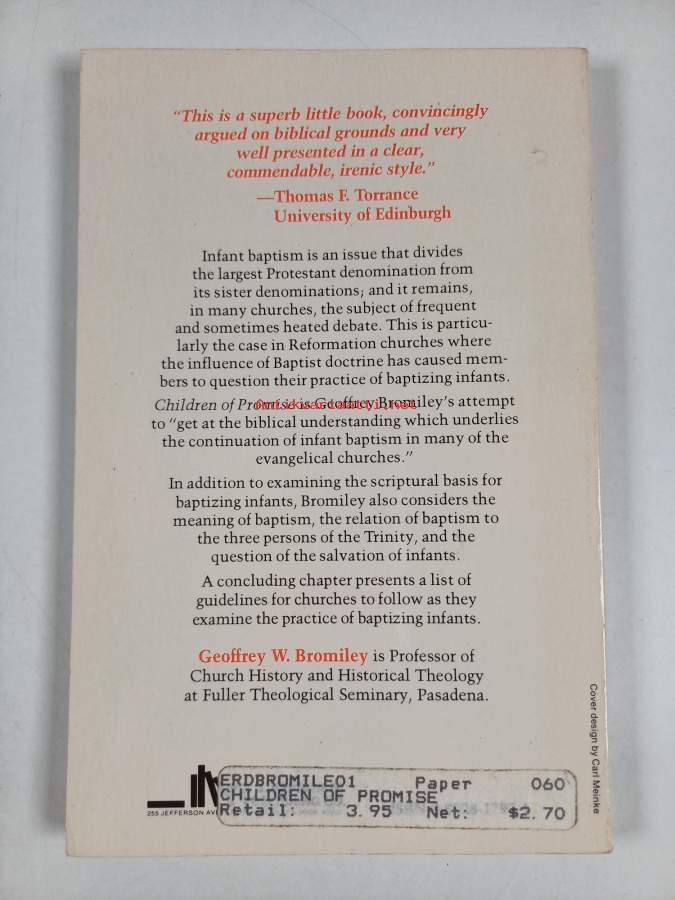 “This is a superb little book, convincingly
argued on biblical grounds and very
well presented in a clear,
commendable, irenic style.”
—Thomas F. Torrance
University of Edinburgh
Infant baptism is an issue that divides
the largest Protestant denomination from
its sister denominations; and it remains,
in many churches, the subject of frequent
and sometimes heated debate. This is particu-
larly the case in Reformation churches where
the influence of Baptist doctrine has caused mem-
bers to question their practice of baptizing infants.
Children of Promise is Geoffrey Bromiley’s attempt
to “get at the biblical understanding which underlies
the continuation of infant baptism in many of the
evangelical churches.”
In addition to examining the scriptural basis for
baptizing infants, Bromiley also considers the
meaning of baptism, the relation of baptism to
the three persons of the Trinity, and the
question of the salvation of infants.
A concluding chapter presents a list of
guidelines for churches to follow as they
examine the practice of baptizing infants.
Geoffrey W. Bromiley is Professor of
Church History and Historical Theology
at Fuller Theological Seminary, Pasadena.
Cover design by Carl Meinke
ERDBROMILE01 Paper 060
CHILDREN OF PROMISE
Retail: 3.95 Net: $2.70
255 JEFFERSON AV